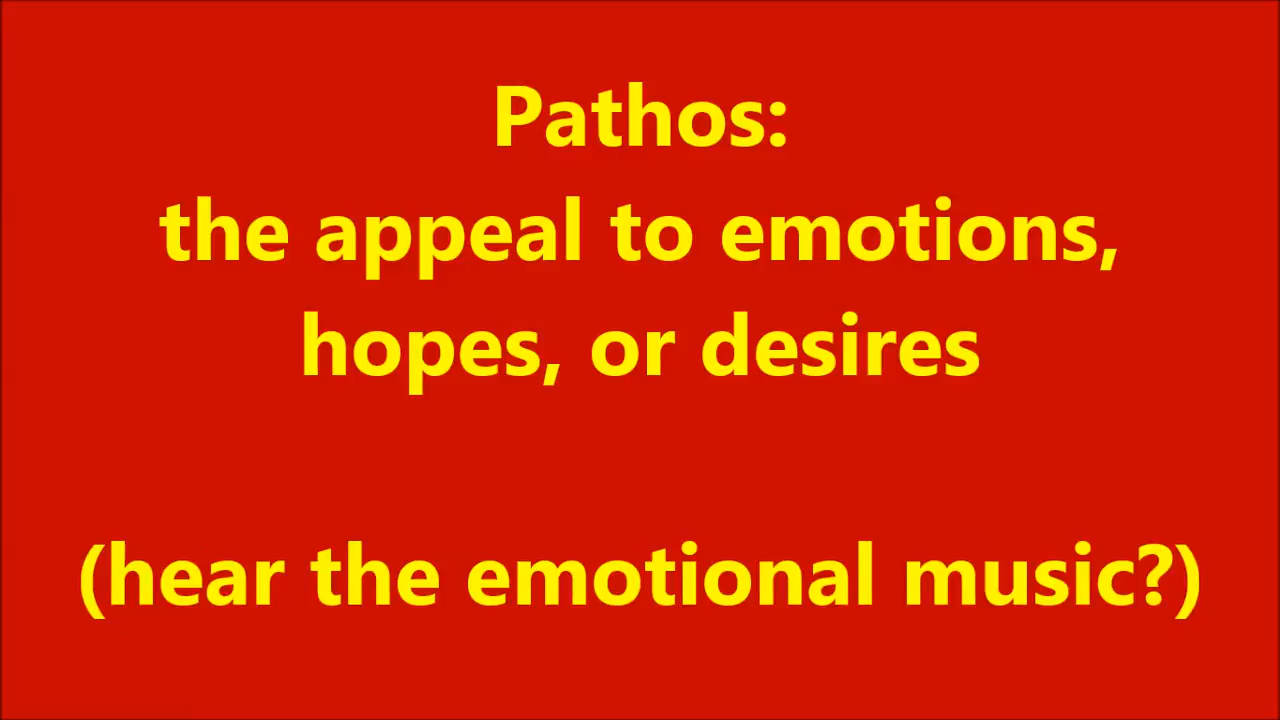 Pathos:
the appeal to emotions,
hopes, or desires
(hear the emotional music?)